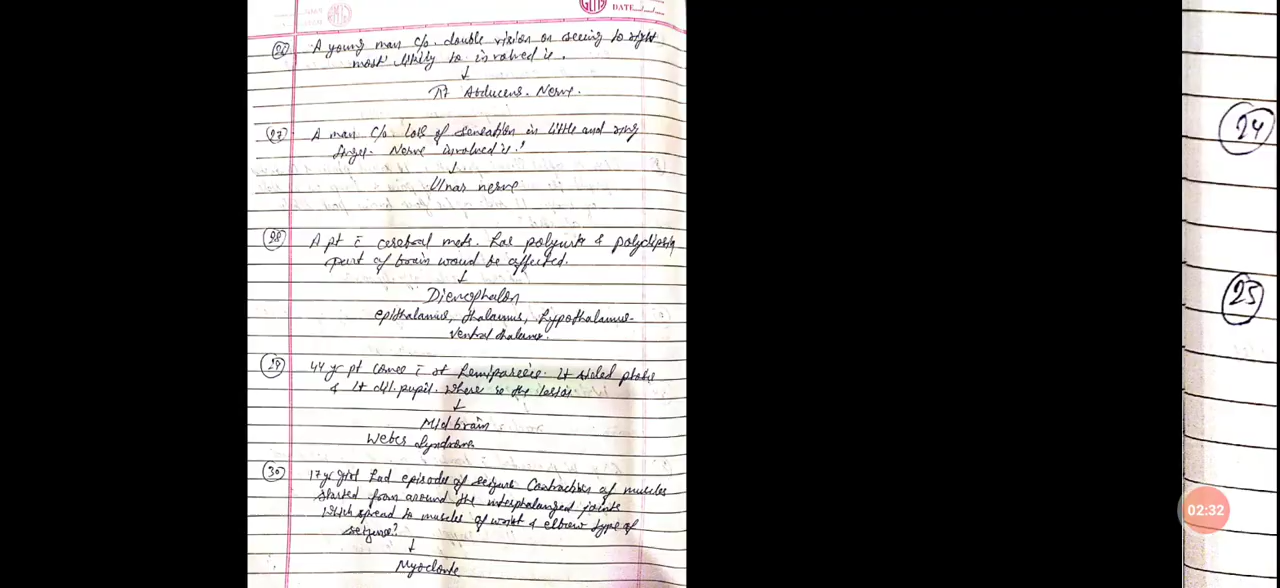 GLIT
DATE
(26) A young man c/o. double vision on seeing to right
most likely to involved is.
↓
Rt Abducens. Nerve.
(27) A man c/o. loss of sensation in little and ring
finger. Nerve involved is!
↓
Ulnar nerve
(28) A pt c̄ cerebral mets. has polyuria & polydipsia
part of brain would be affected.
↓
Diencephalon
epithalamus, thalamus, hypothalamus
ventral thalamus.
(29) 44 yr pt comes c̄ rt hemiparesis. lt sided ptosis
& lt dil. pupil. where is the lesion
↓
Mid brain
Weber Syndrome
(30) 17 yr girl had episodes of seizure Contraction of muscles
started from around the interphalangeal joints
which spread to muscles of wrist & elbow type of
seizure?
↓
Myoclonic
24
25
02:32